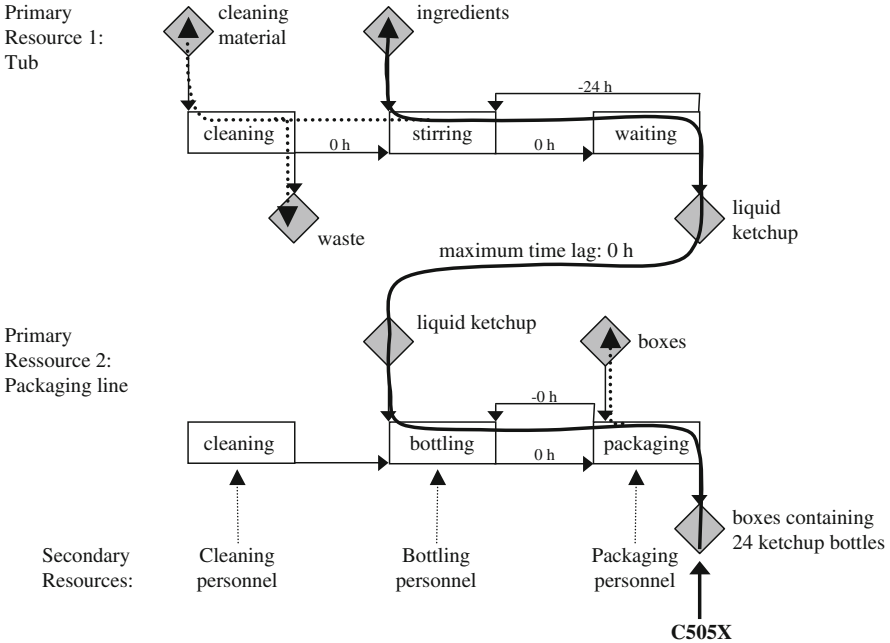 Primary
Resource 1:
Tub
cleaning
material
ingredients
-24 h
cleaning
stirring
waiting
0 h
0 h
waste
liquid
ketchup
maximum time lag: 0 h
Primary
Ressource 2:
Packaging line
liquid ketchup
boxes
-0 h
cleaning
bottling
packaging
0 h
boxes containing
24 ketchup bottles
Secondary
Resources:
Cleaning
personnel
Bottling
personnel
Packaging
personnel
C505X